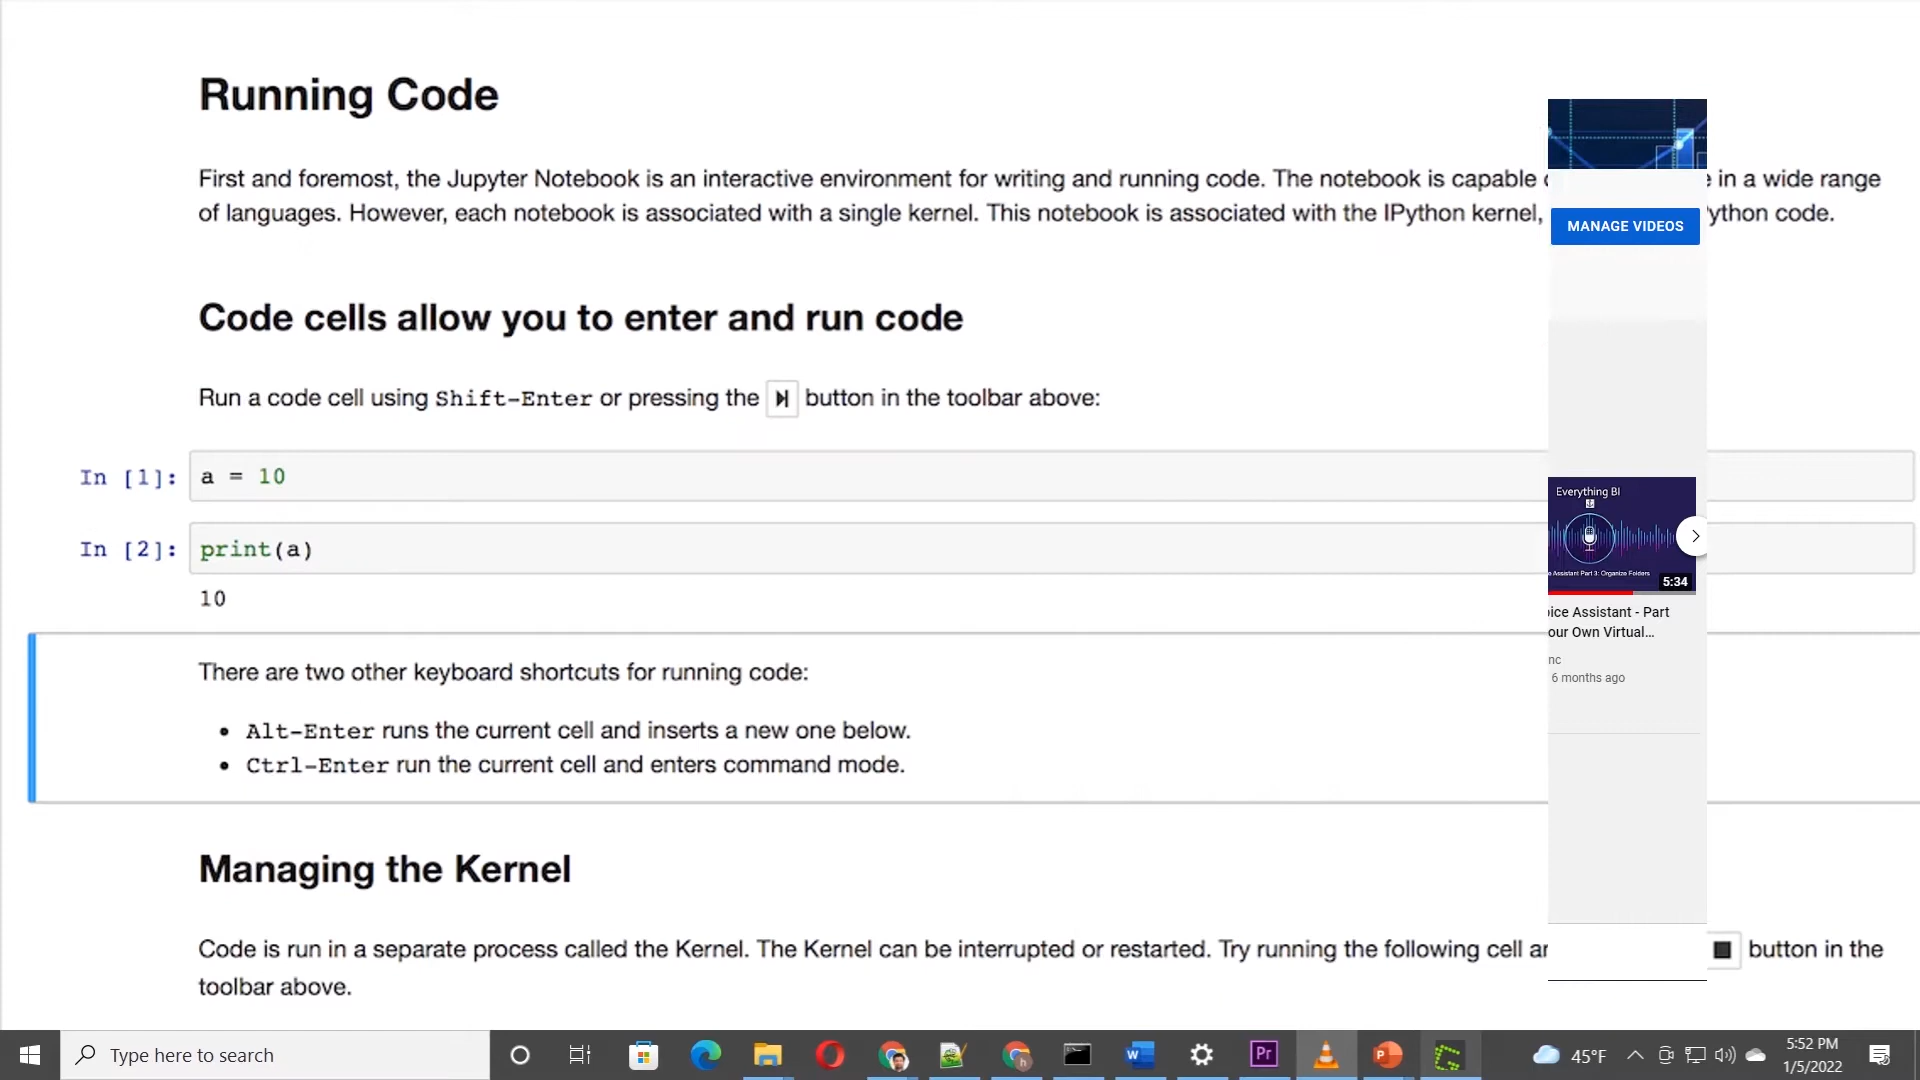 Running Code
First and foremost, the Jupyter Notebook is an interactive environment for writing and running code. The notebook is capable in a wide range
of languages. However, each notebook is associated with a single kernel. This notebook is associated with the IPython kernel, ython code.
MANAGE VIDEOS
Code cells allow you to enter and run code
Run a code cell using Shift-Enter or pressing the button in the toolbar above:
In [1]: a = 10
In [2]: print(a)
10
Everything BI
Assistant Part 3: Organize Folders
5:34
ice Assistant - Part
our Own Virtual...
nc
6 months ago
There are two other keyboard shortcuts for running code:
• Alt-Enter runs the current cell and inserts a new one below.
• Ctrl-Enter run the current cell and enters command mode.
Managing the Kernel
Code is run in a separate process called the Kernel. The Kernel can be interrupted or restarted. Try running the following cell button in the
toolbar above.
Type here to search
W
Pr
P
45°F
5:52 PM
1/5/2022